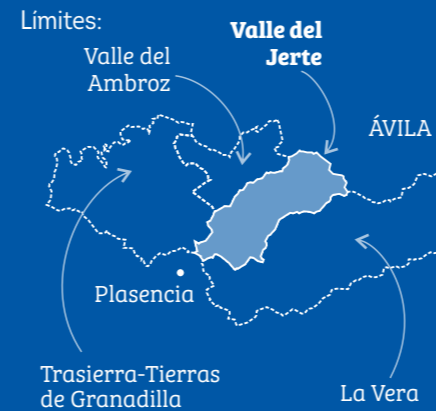 Límites:
Valle del
Ambroz
Valle del
Jerte
ÁVILA
Plasencia
Trasierra-Tierras
de Granadilla
La Vera